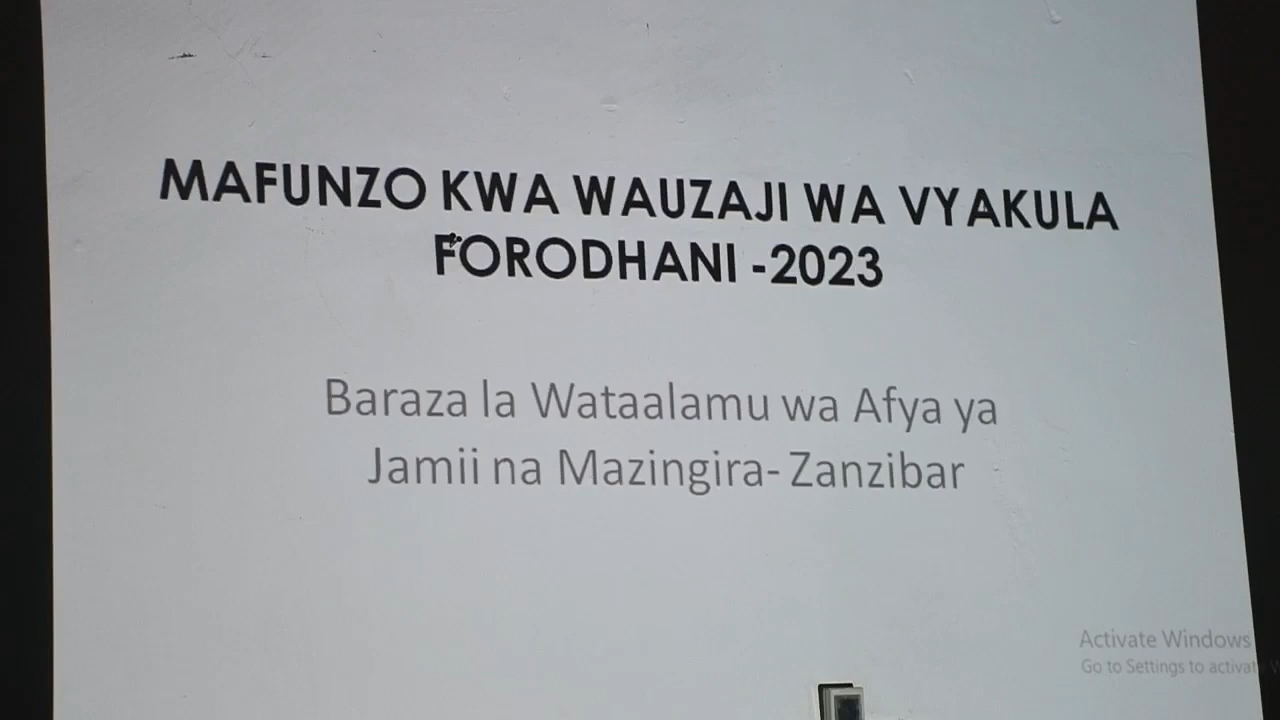 MAFUNZO KWA WAUZAJI WA VYAKULA
FORODHANI -2023
Baraza la Wataalamu wa Afya ya
Jamii na Mazingira- Zanzibar
Activate Windows
Go to Settings to activate